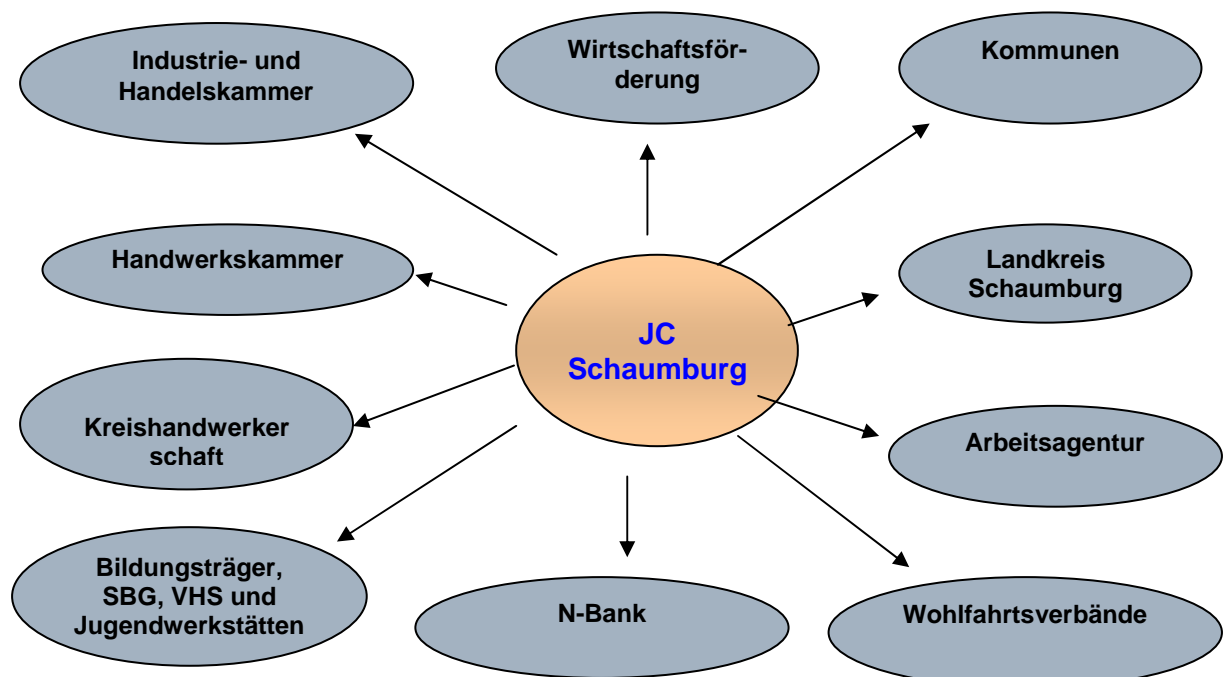 Industrie- und
Handelskammer
Wirtschaftsför-
derung
Kommunen
Handwerkskammer
Landkreis
Schaumburg
JC
Schaumburg
Kreishandwerker
schaft
Arbeitsagentur
Bildungsträger,
SBG, VHS und
Jugendwerkstätten
N-Bank
Wohlfahrtsverbände